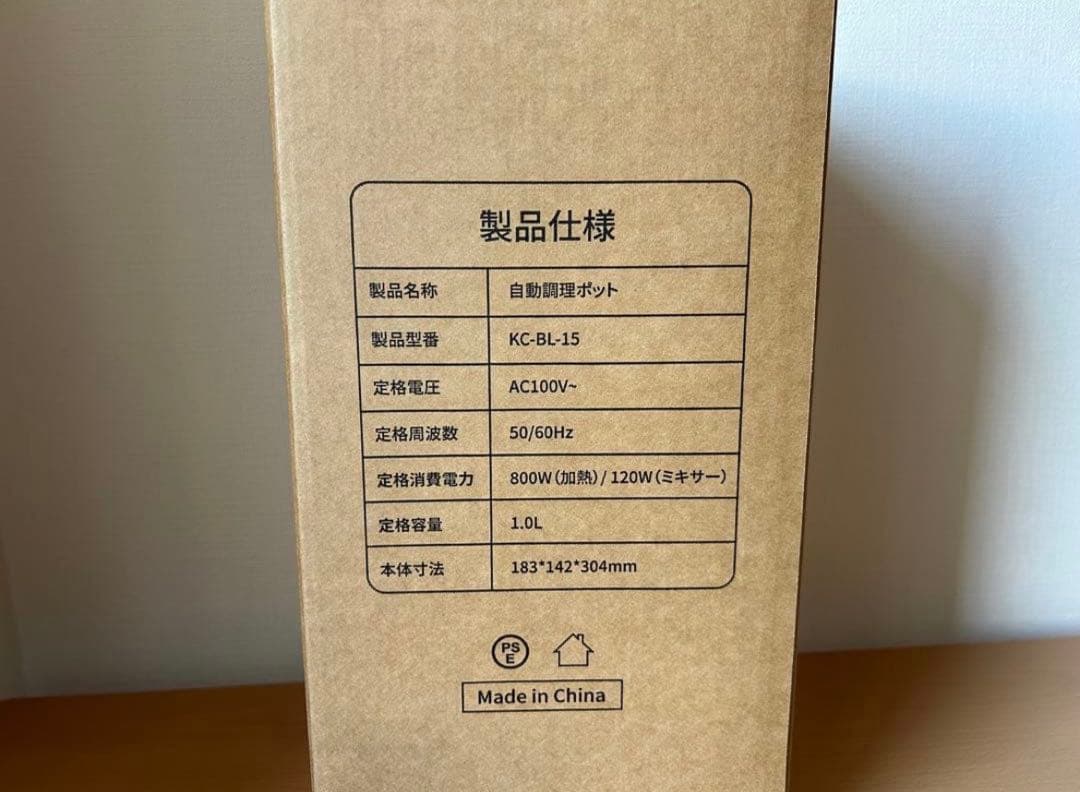 製品仕様
製品名称 自動調理ポット
製品型番 KC-BL-15
定格電圧 AC100V~
定格周波数 50/60Hz
定格消費電力 800W（加熱）/ 120W（ミキサー）
定格容量 1.0L
本体寸法 183*142*304mm
PS
E
Made in China